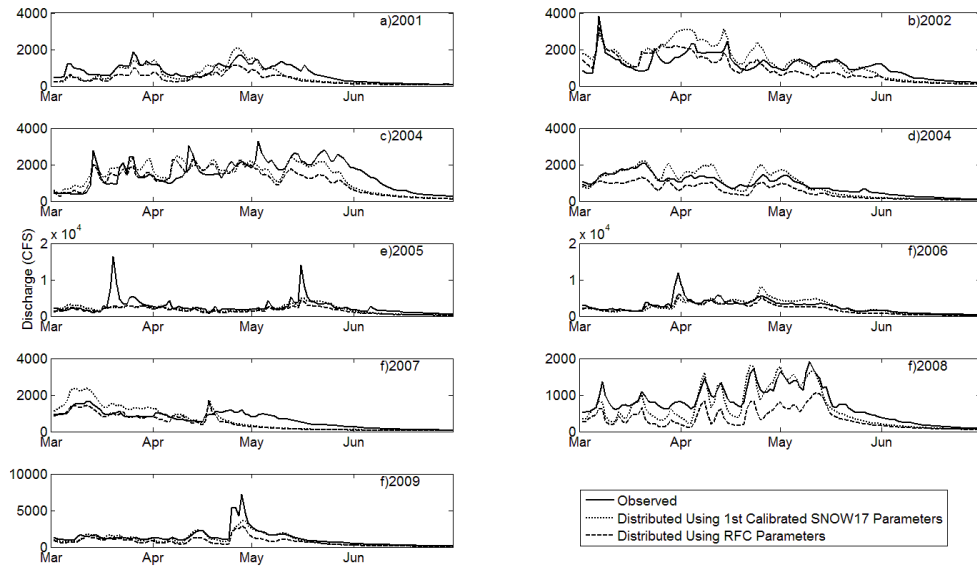 a)2001
4000
2000
0
Mar Apr May Jun
b)2002
4000
2000
0
Mar Apr May Jun
c)2004
4000
2000
0
Mar Apr May Jun
d)2004
4000
2000
0
Mar Apr May Jun
Discharge (CFS)
x 10^4
e)2005
2
1
0
Mar Apr May Jun
x 10^4
f)2006
2
1
0
Mar Apr May Jun
f)2007
4000
2000
0
Mar Apr May Jun
f)2008
2000
1000
0
Mar Apr May Jun
f)2009
10000
5000
0
Mar Apr May Jun
Observed
Distributed Using 1st Calibrated SNOW17 Parameters
Distributed Using RFC Parameters